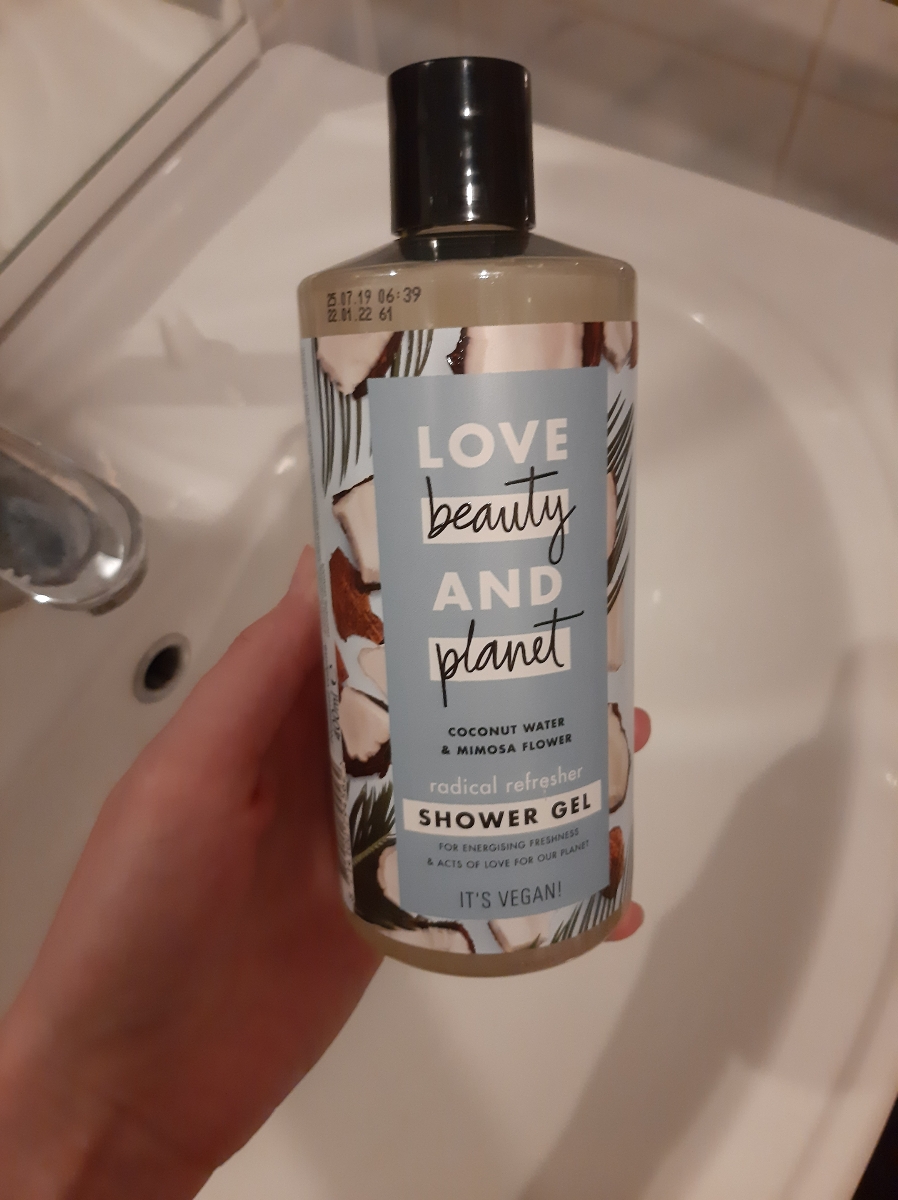 25.07.19 06:39
22.01.22 61
LOVE
beauty
AND
planet
COCONUT WATER
& MIMOSA FLOWER
radical refresher
SHOWER GEL
FOR ENERGISING FRESHNESS
& ACTS OF LOVE FOR OUR PLANET
IT'S VEGAN!
400ml e